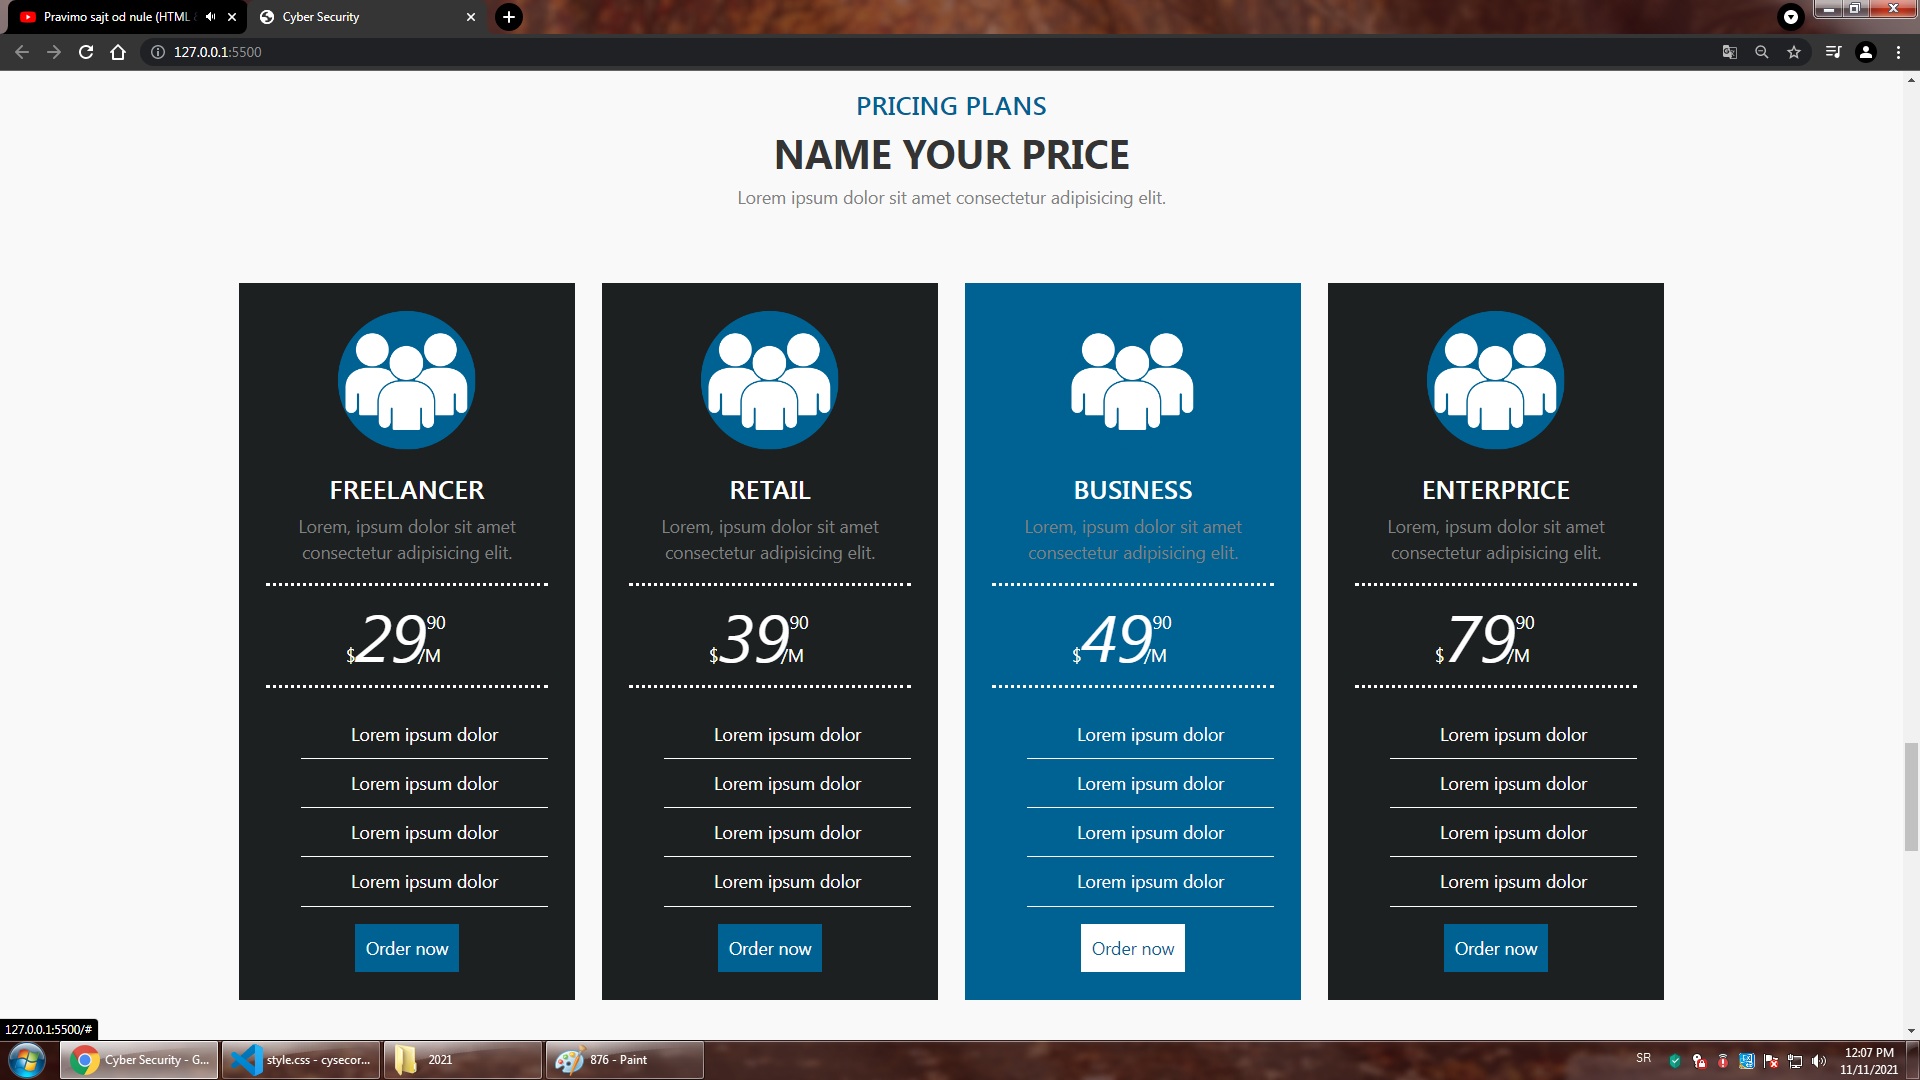 Pravimo sajt od nule (HTML
Cyber Security
127.0.0.1:5500
PRICING PLANS
NAME YOUR PRICE
Lorem ipsum dolor sit amet consectetur adipisicing elit.
FREELANCER
Lorem, ipsum dolor sit amet
consectetur adipisicing elit.
$29 90 /M
Lorem ipsum dolor
Lorem ipsum dolor
Lorem ipsum dolor
Lorem ipsum dolor
Order now
RETAIL
Lorem, ipsum dolor sit amet
consectetur adipisicing elit.
$39 90 /M
Lorem ipsum dolor
Lorem ipsum dolor
Lorem ipsum dolor
Lorem ipsum dolor
Order now
BUSINESS
Lorem, ipsum dolor sit amet
consectetur adipisicing elit.
$49 90 /M
Lorem ipsum dolor
Lorem ipsum dolor
Lorem ipsum dolor
Lorem ipsum dolor
Order now
ENTERPRICE
Lorem, ipsum dolor sit amet
consectetur adipisicing elit.
$79 90 /M
Lorem ipsum dolor
Lorem ipsum dolor
Lorem ipsum dolor
Lorem ipsum dolor
Order now
127.0.0.1:5500/#
Cyber Security - G...
style.css - cysecor...
2021
876 - Paint
SR
12:07 PM
11/11/2021